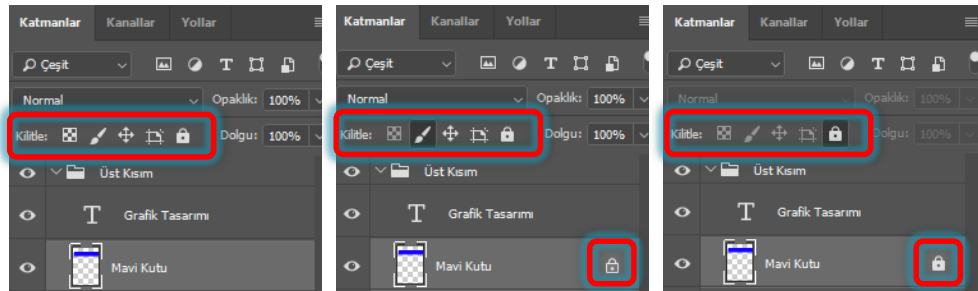 Katmanlar Kanallar Yollar
Çeşit
Normal Opaklık: 100%
Kilitle: Dolgu: 100%
Üst Kısım
T Grafik Tasarımı
Mavi Kutu
Katmanlar Kanallar Yollar
Çeşit
Normal Opaklık: 100%
Kilitle: Dolgu: 100%
Üst Kısım
T Grafik Tasarımı
Mavi Kutu
Katmanlar Kanallar Yollar
Çeşit
Normal Opaklık: 100%
Kilitle: Dolgu: 100%
Üst Kısım
T Grafik Tasarımı
Mavi Kutu